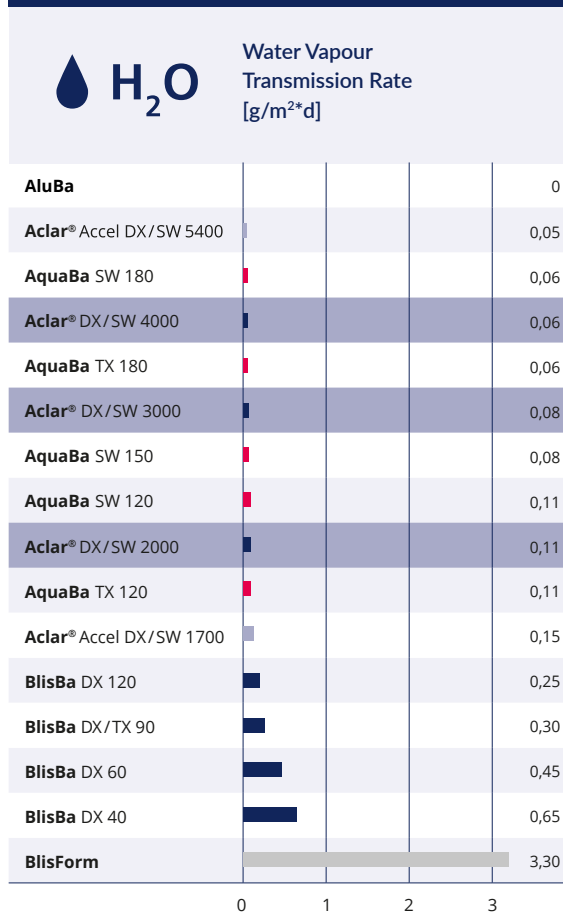 H₂O
Water Vapour
Transmission Rate
[g/m²*d]
AluBa 0
Aclar® Accel DX/SW 5400 0,05
AquaBa SW 180 0,06
Aclar® DX/SW 4000 0,06
AquaBa TX 180 0,06
Aclar® DX/SW 3000 0,08
AquaBa SW 150 0,08
AquaBa SW 120 0,11
Aclar® DX/SW 2000 0,11
AquaBa TX 120 0,11
Aclar® Accel DX/SW 1700 0,15
BlisBa DX 120 0,25
BlisBa DX/TX 90 0,30
BlisBa DX 60 0,45
BlisBa DX 40 0,65
BlisForm 3,30
0 1 2 3